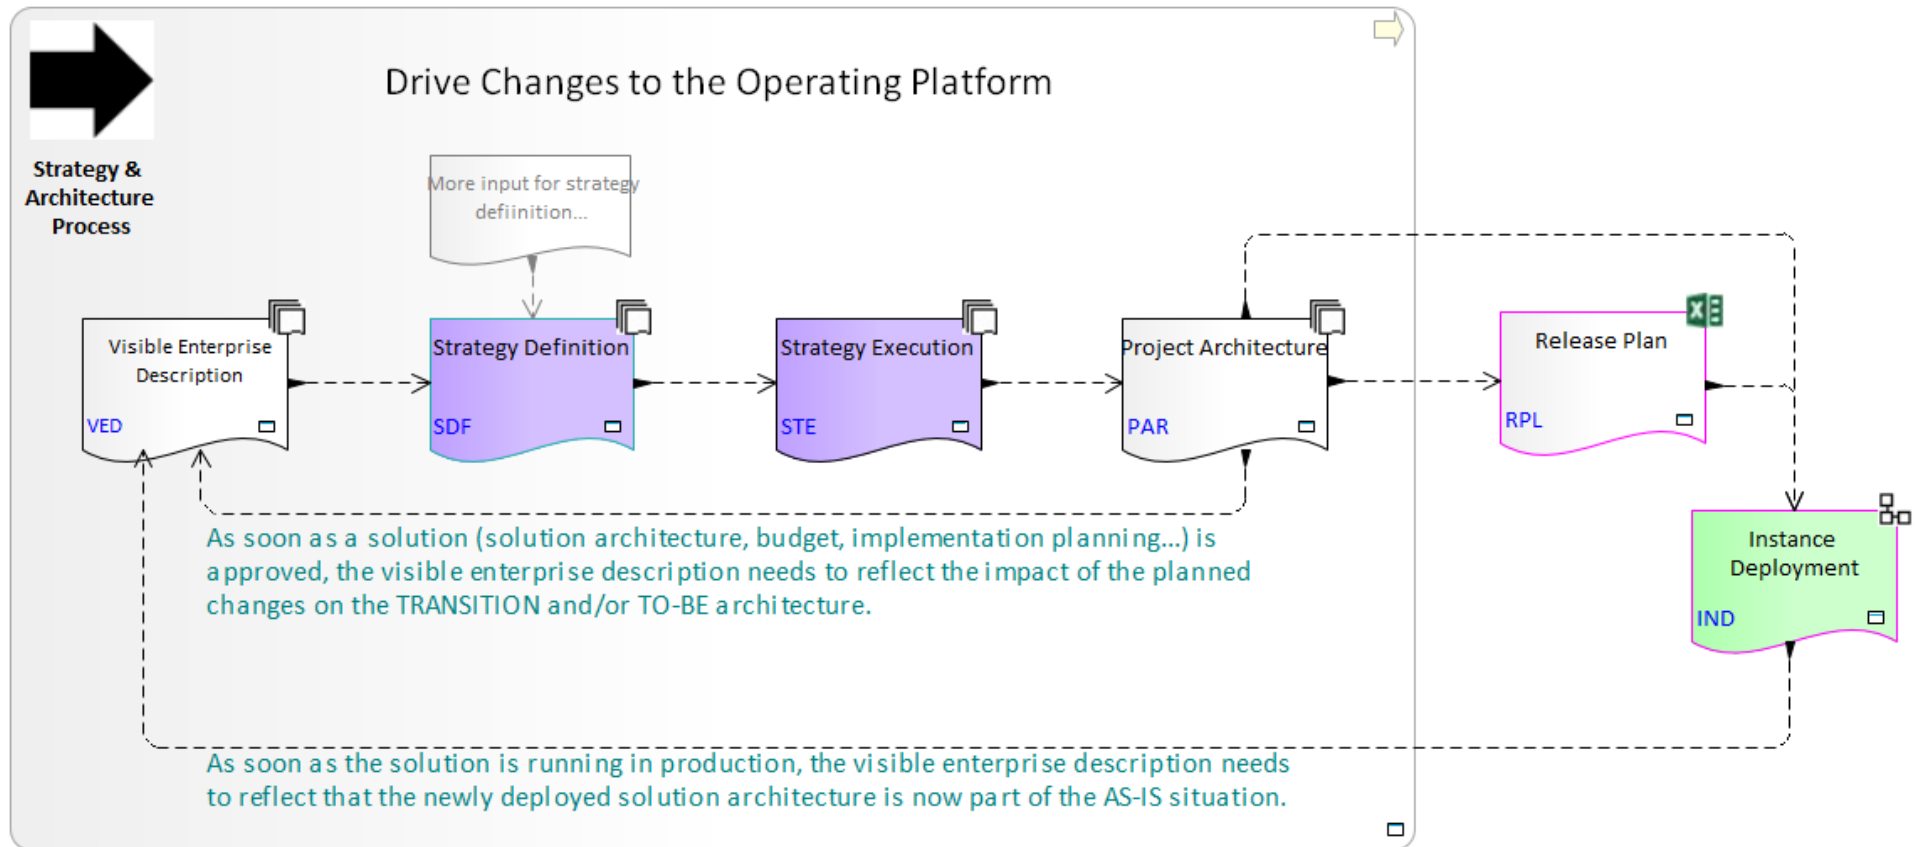 Drive Changes to the Operating Platform
Strategy &
Architecture
Process
More input for strategy
defiinition...
Visible Enterprise
Description
VED
Strategy Definition
SDF
Strategy Execution
STE
Project Architecture
PAR
Release Plan
RPL
Instance
Deployment
IND
As soon as a solution (solution architecture, budget, implementation planning...) is
approved, the visible enterprise description needs to reflect the impact of the planned
changes on the TRANSITION and/or TO-BE architecture.
As soon as the solution is running in production, the visible enterprise description needs
to reflect that the newly deployed solution architecture is now part of the AS-IS situation.